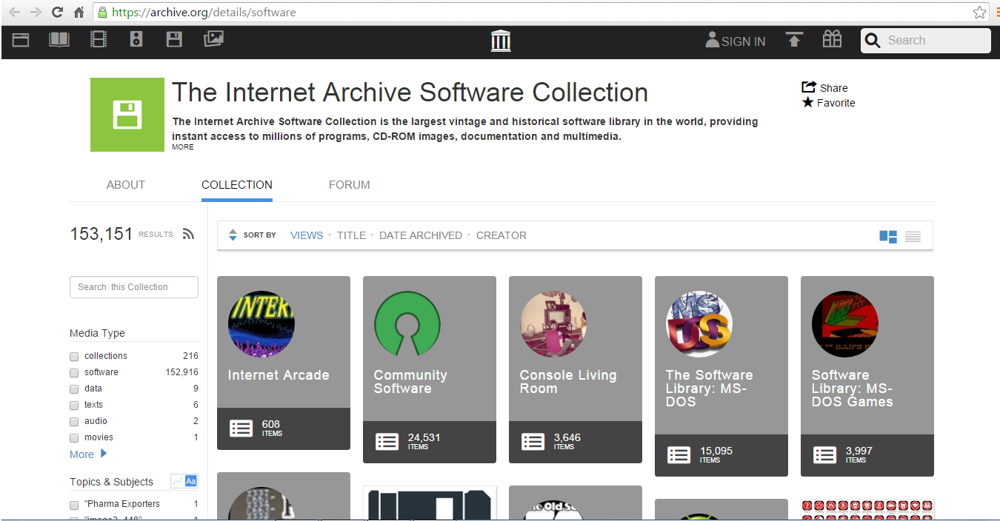 https://archive.org/details/software
SIGN IN
Search
The Internet Archive Software Collection
The Internet Archive Software Collection is the largest vintage and historical software library in the world, providing
instant access to millions of programs, CD-ROM images, documentation and multimedia.
MORE
Share
Favorite
ABOUT
COLLECTION
FORUM
153,151 RESULTS
SORT BY VIEWS · TITLE · DATE ARCHIVED · CREATOR
Search this Collection
Media Type
collections 216
software 152,916
data 9
texts 6
audio 2
movies 1
More
Topics & Subjects
Aa
"Pharma Exporters 1
"image2_448" 1
INTER
Internet Arcade
608
ITEMS
Community
Software
24,531
ITEMS
Console Living
Room
3,646
ITEMS
MS
DOS
The Software
Library: MS-
DOS
15,095
ITEMS
Software
Library: MS-
DOS Games
3,997
ITEMS